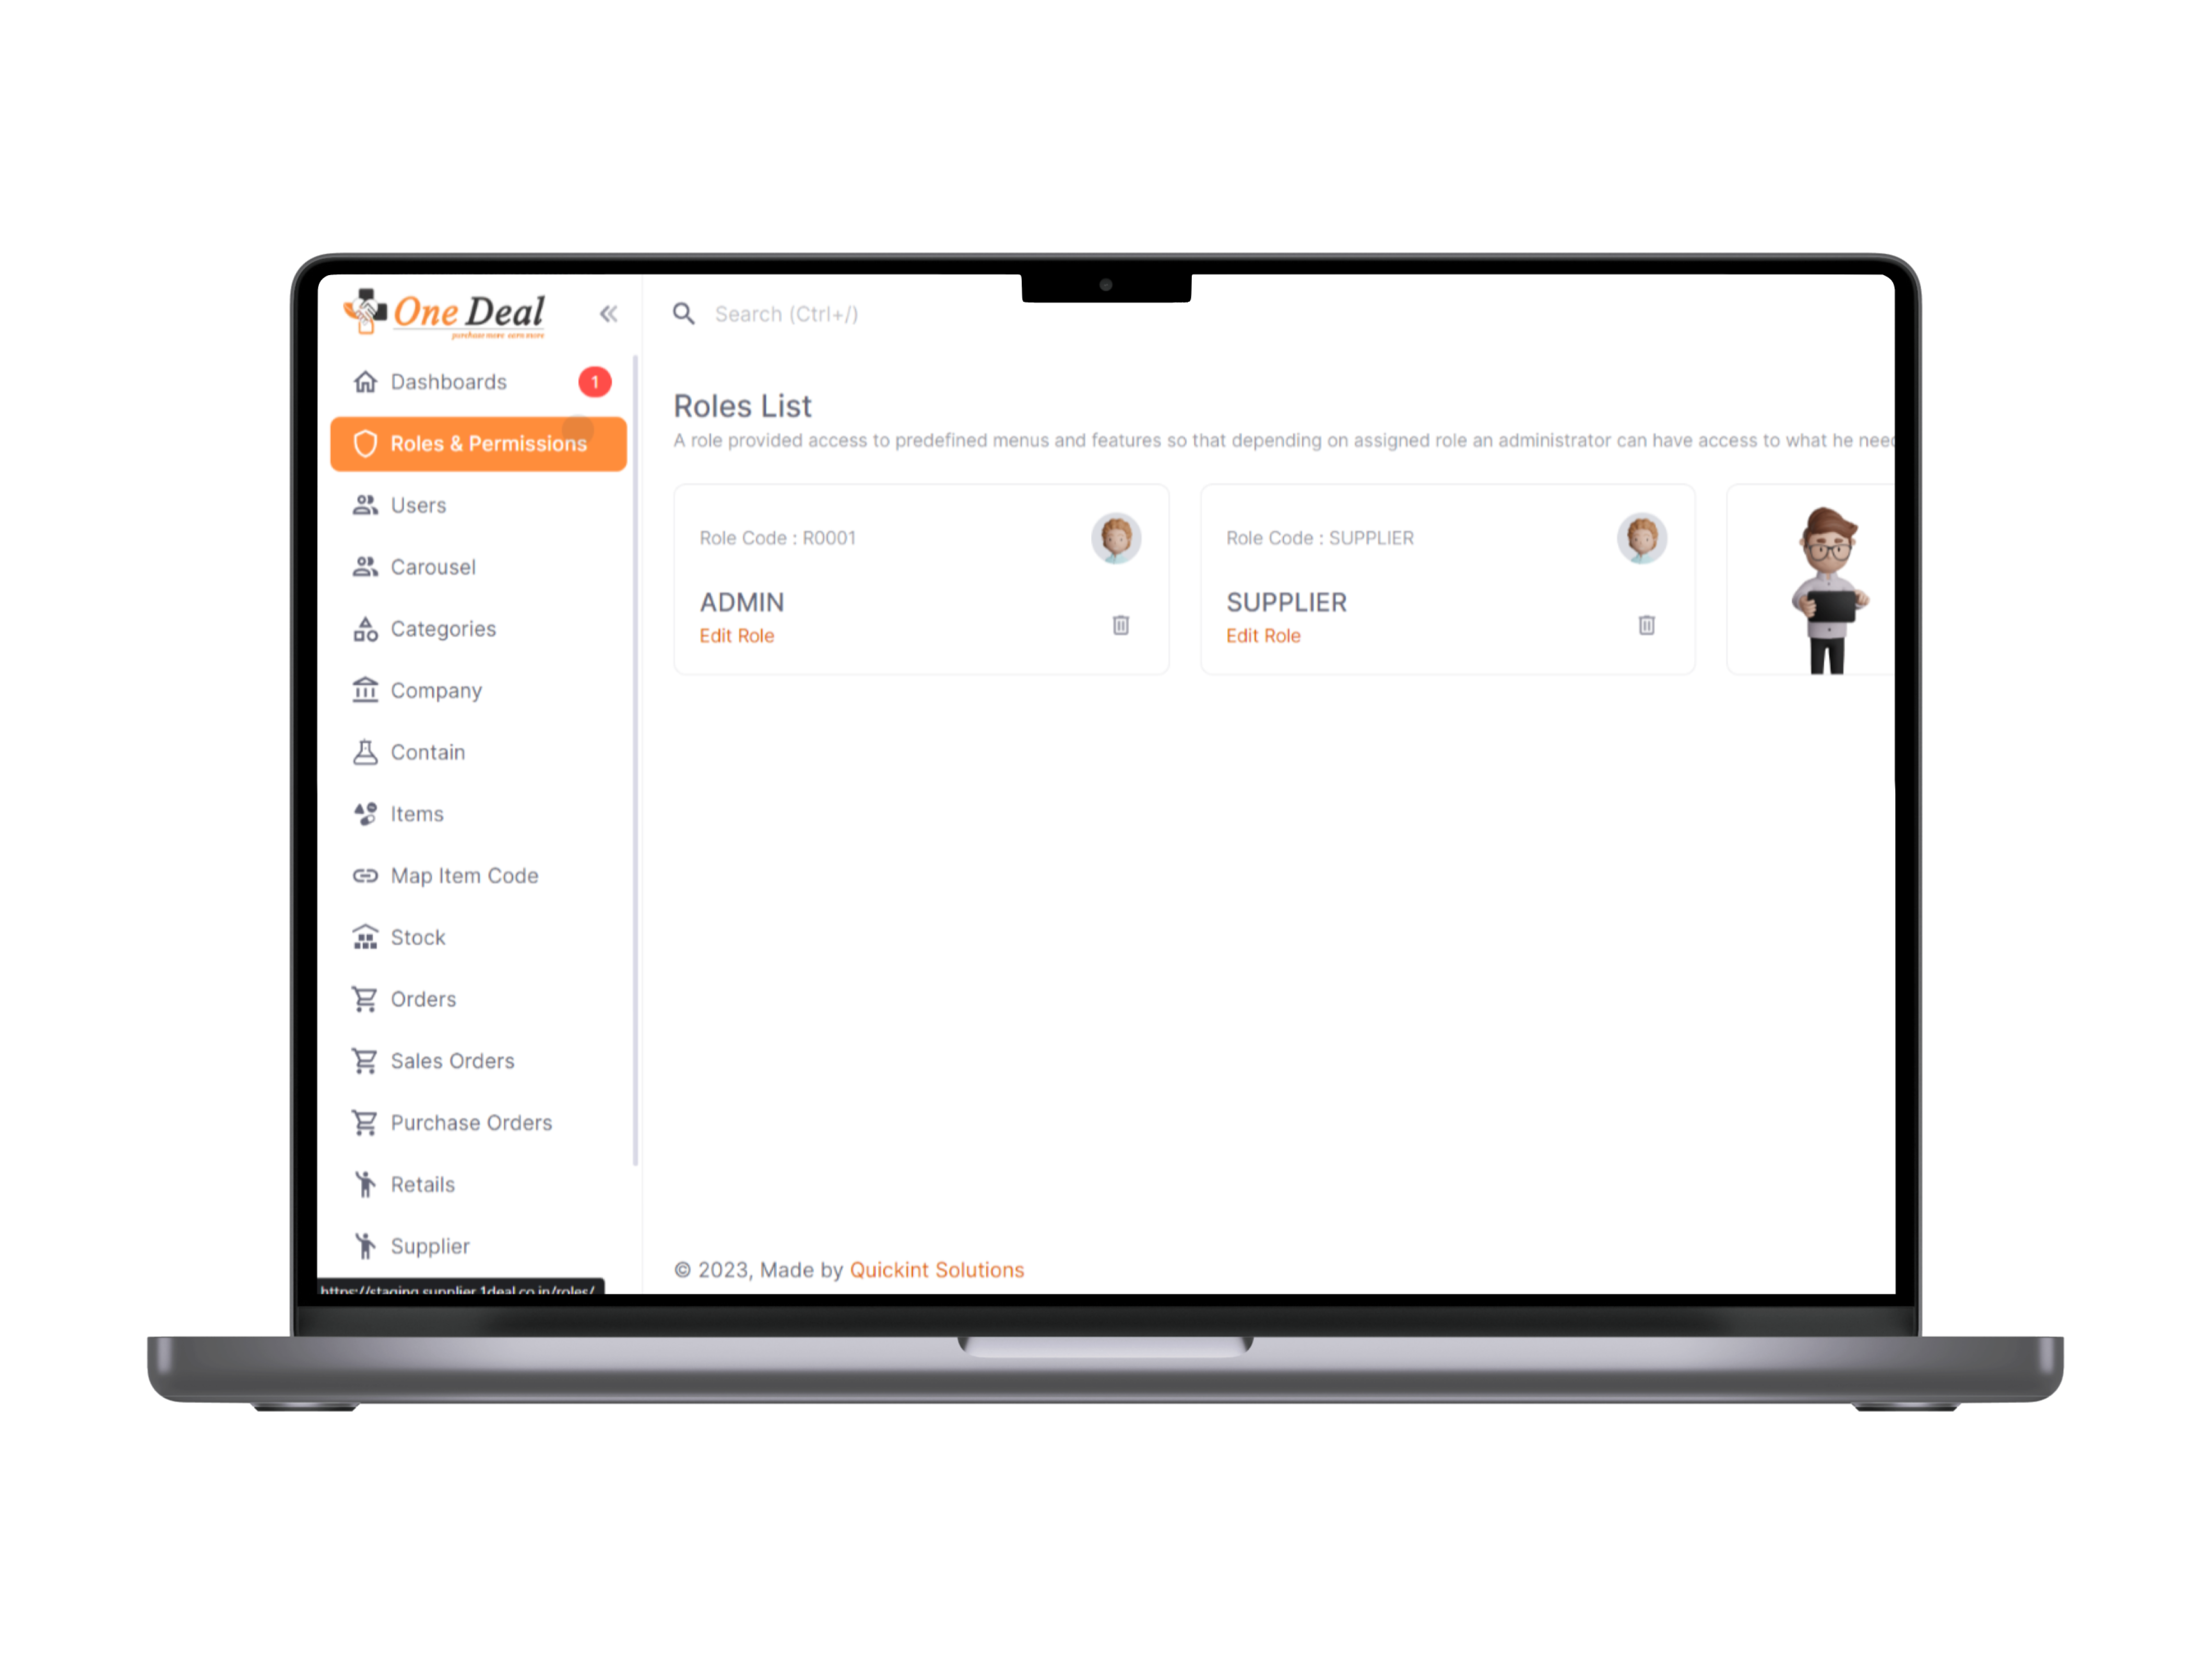 One Deal
purchase more earn more
Search (Ctrl+/)
Dashboards
1
Roles & Permissions
Users
Carousel
Categories
Company
Contain
Items
Map Item Code
Stock
Orders
Sales Orders
Purchase Orders
Retails
Supplier
https://staging.supplier.1deal.co.in/roles/
Roles List
A role provided access to predefined menus and features so that depending on assigned role an administrator can have access to what he need
Role Code : R0001
ADMIN
Edit Role
Role Code : SUPPLIER
SUPPLIER
Edit Role
© 2023, Made by Quickint Solutions